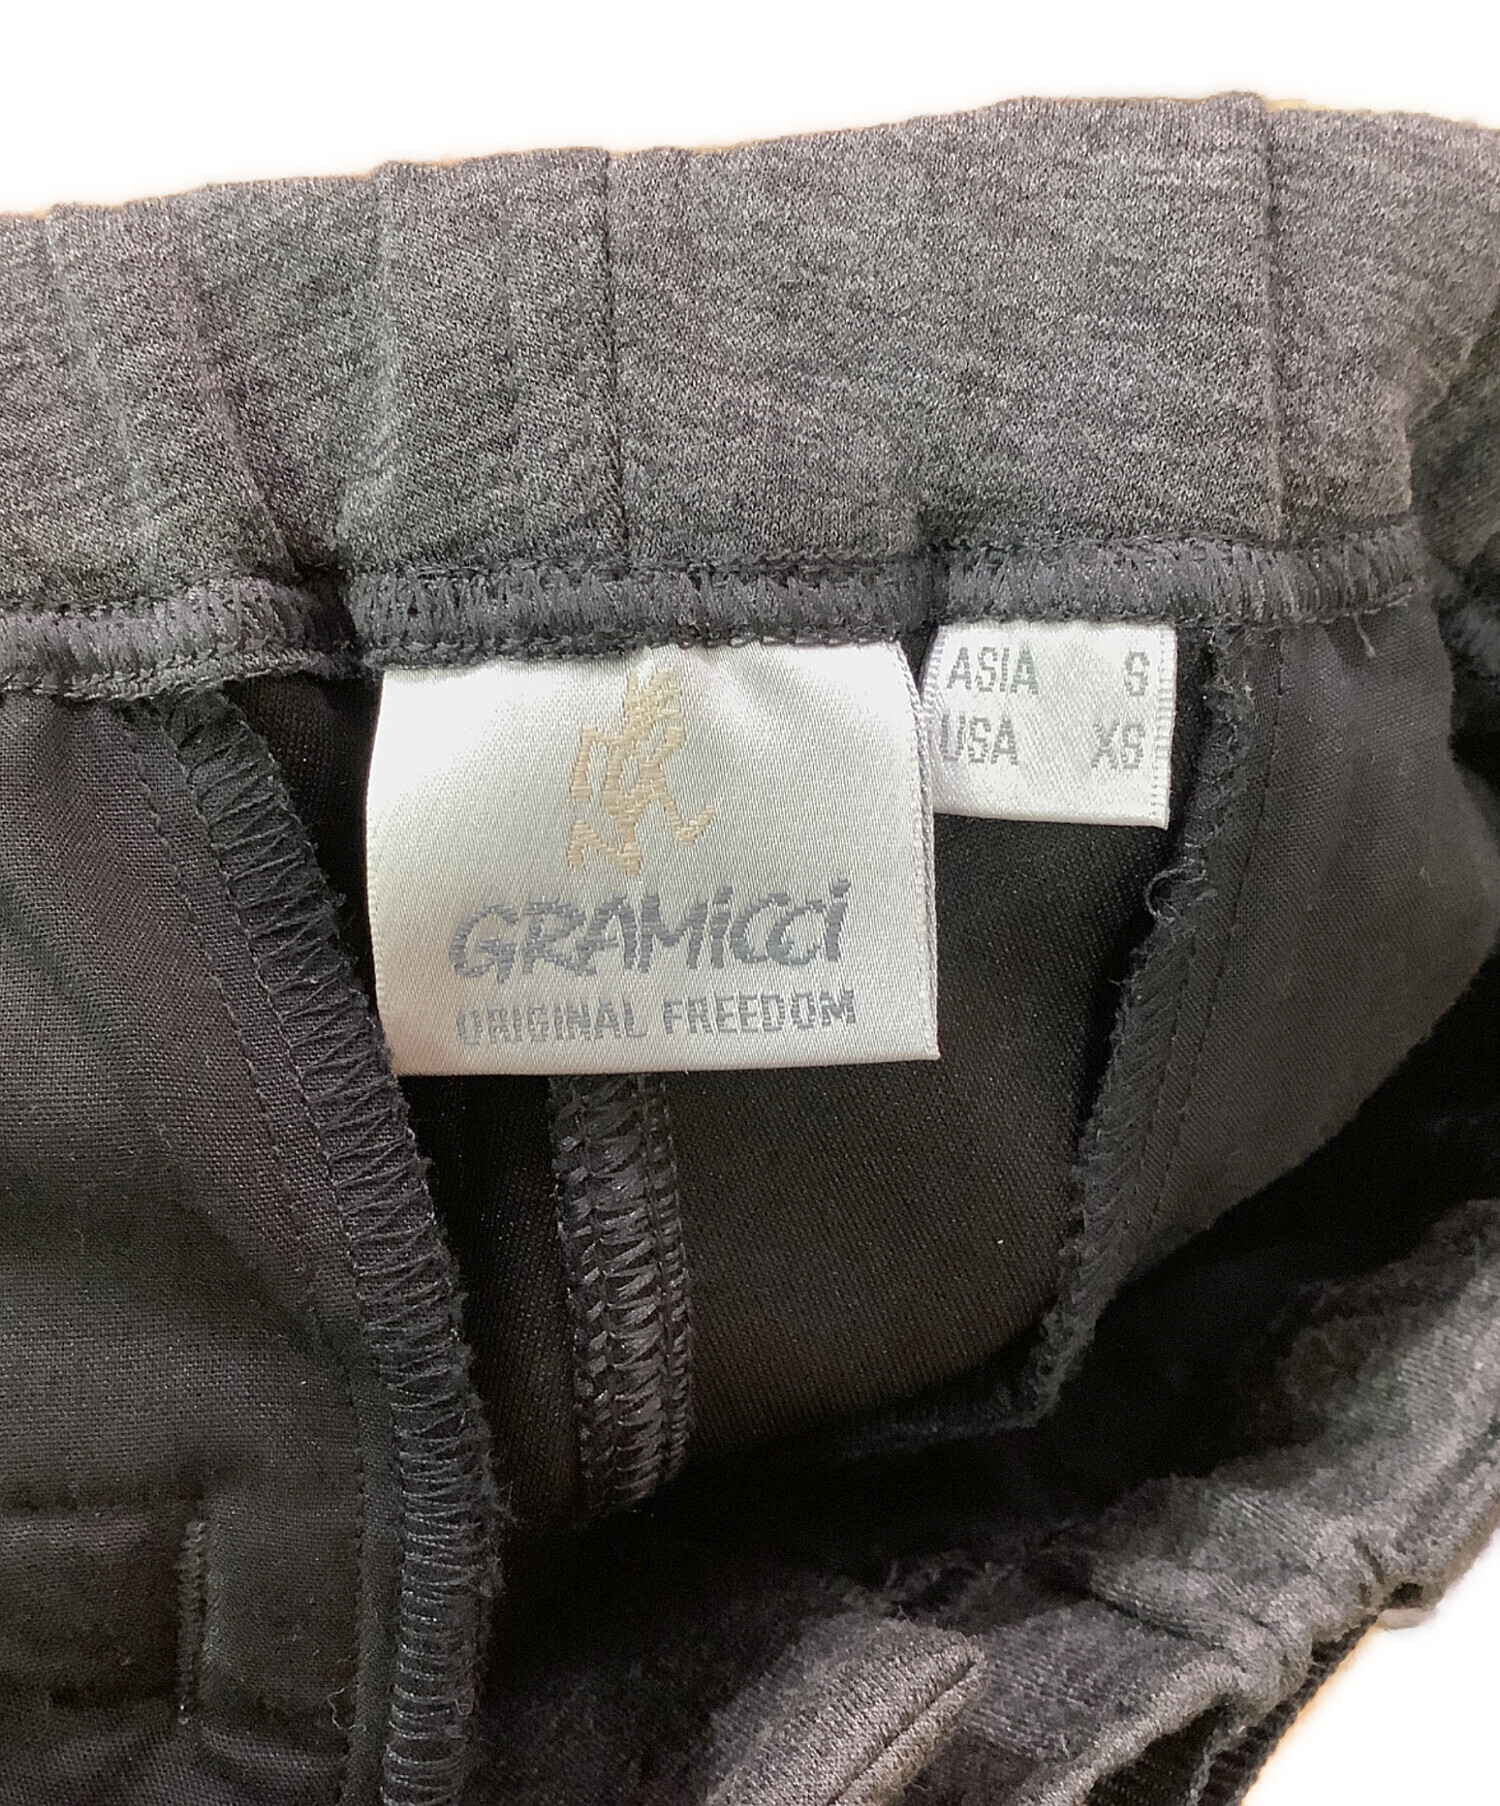 GRAMiCCi
ORIGINAL FREEDOM
ASIA S
USA XS